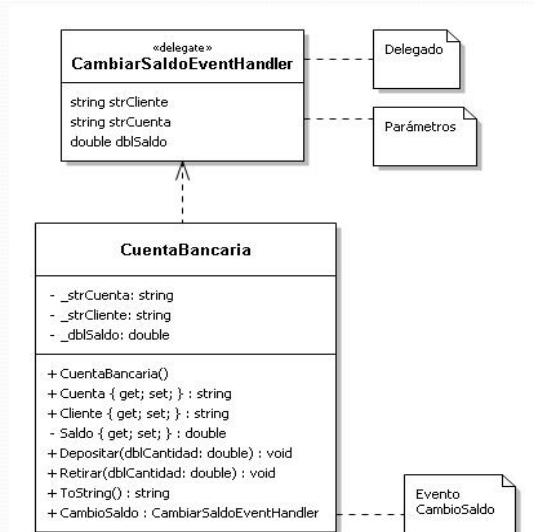 «delegate»
CambiarSaldoEventHandler
Delegado
string strCliente
string strCuenta
double dblSaldo
Parámetros
CuentaBancaria
- _strCuenta: string
- _strCliente: string
- _dblSaldo: double
+ CuentaBancaria()
+ Cuenta { get; set; } : string
+ Cliente { get; set; } : string
- Saldo { get; set; } : double
+ Depositar(dblCantidad: double) : void
+ Retirar(dblCantidad: double) : void
+ ToString() : string
+ CambioSaldo : CambiarSaldoEventHandler
Evento
CambioSaldo